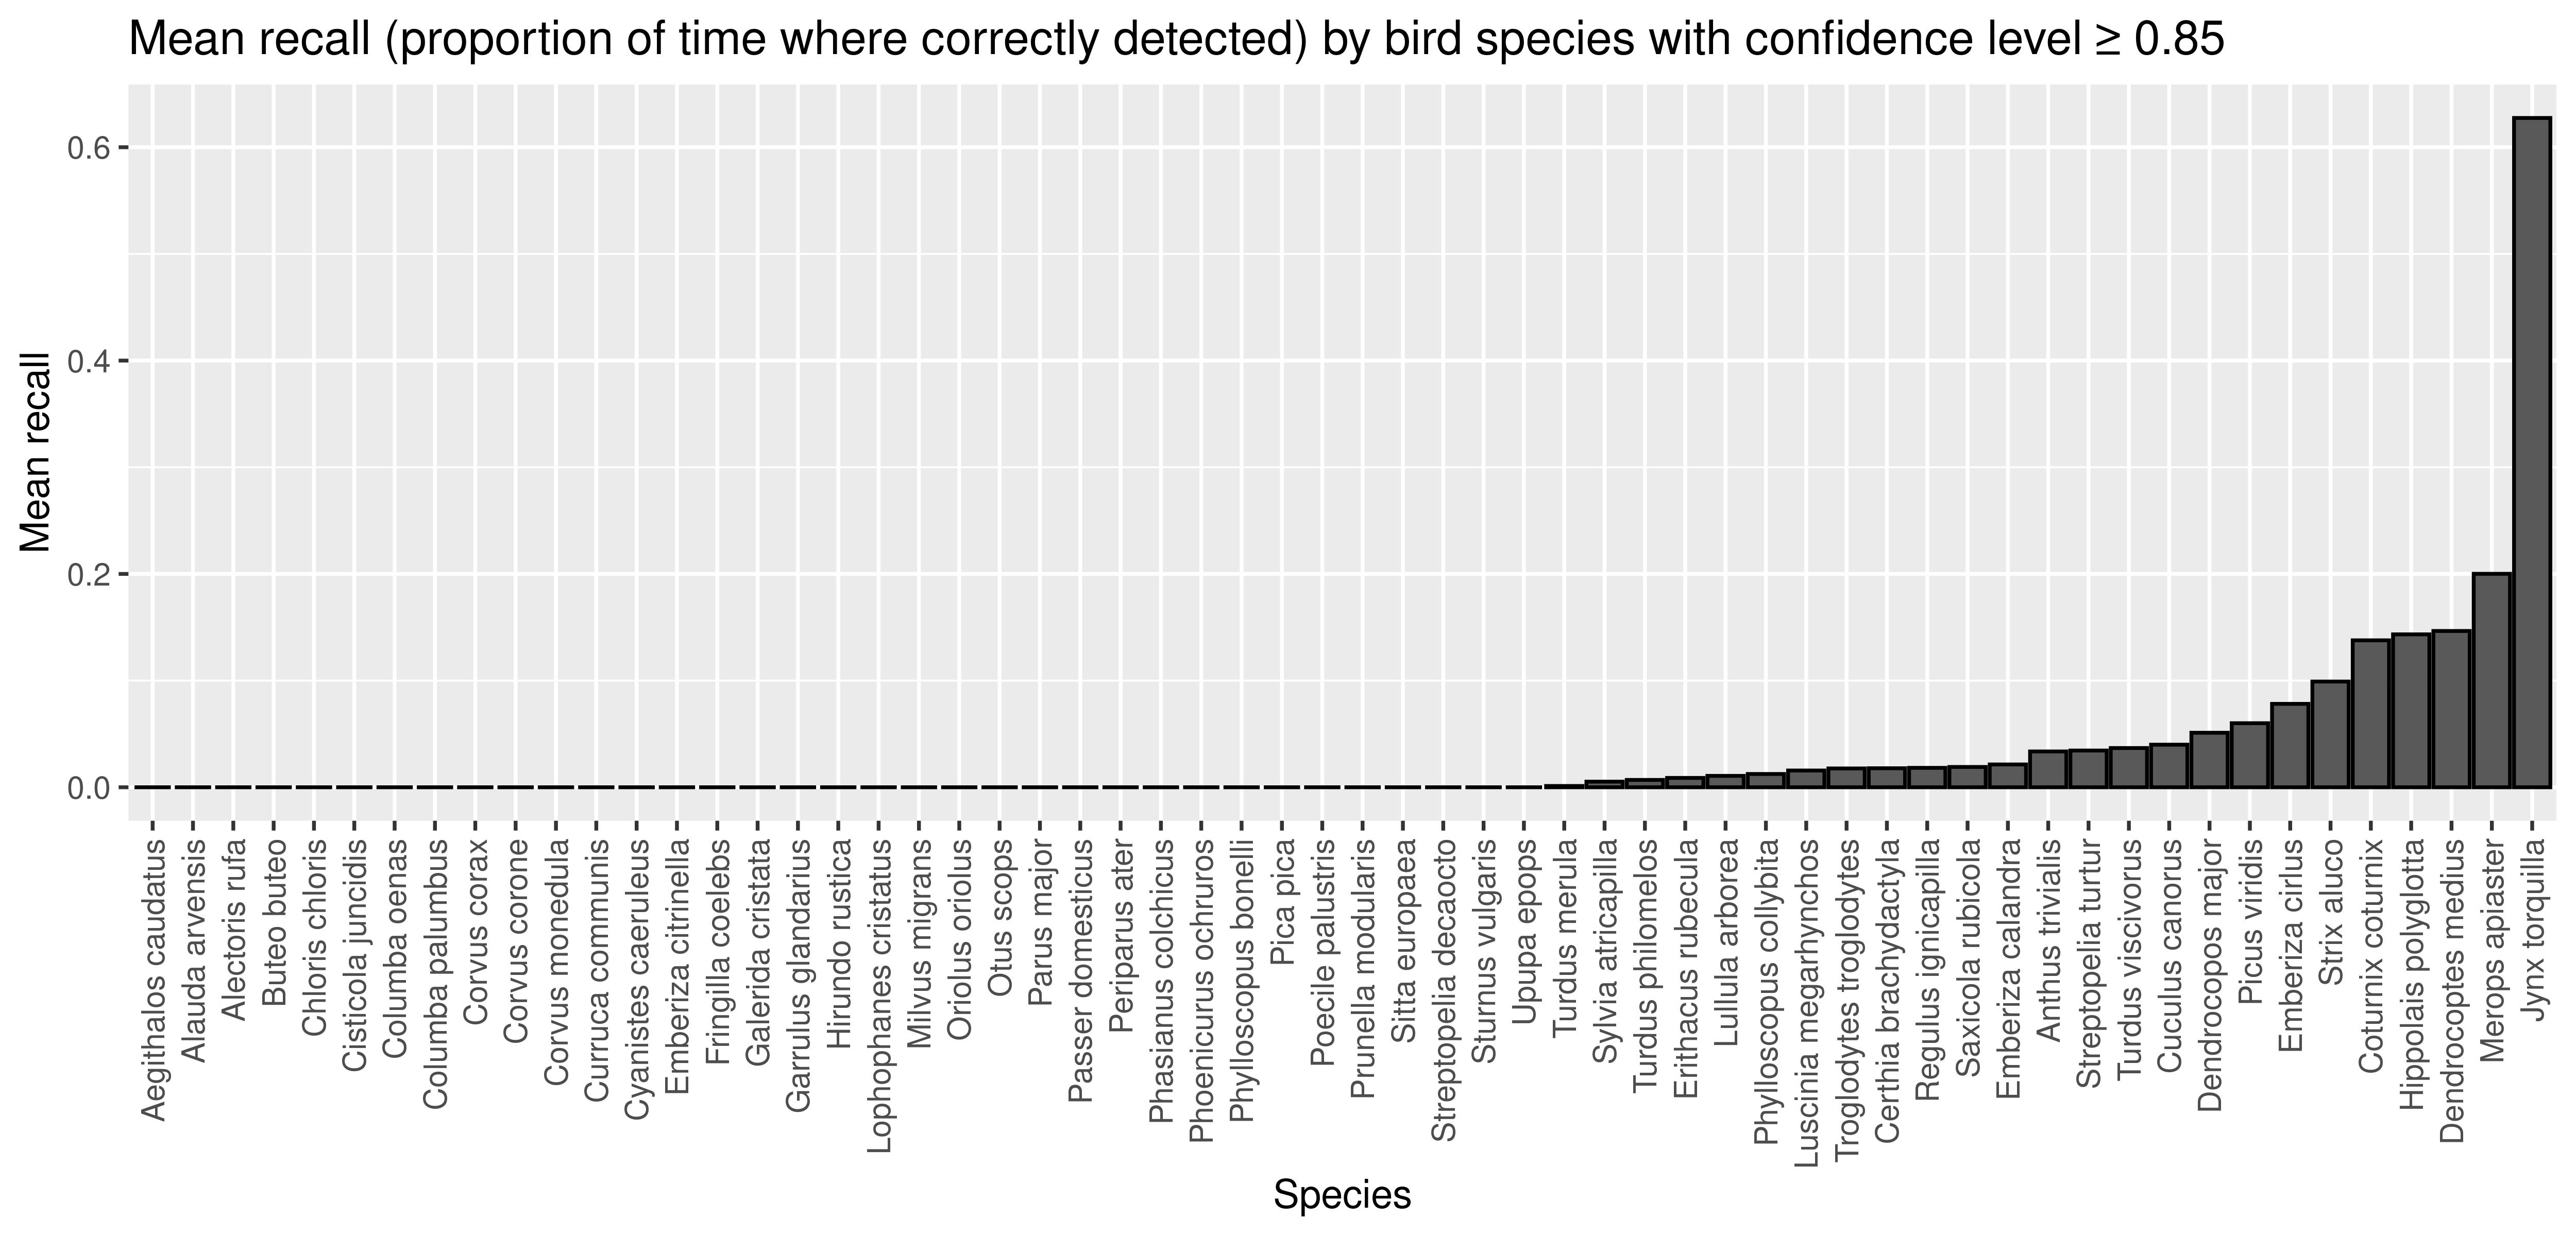 Mean recall (proportion of time where correctly detected) by bird species with confidence level ≥ 0.85
Mean recall
0.6
0.4
0.2
0.0
Aegithalos caudatus
Alauda arvensis
Alectoris rufa
Buteo buteo
Chloris chloris
Cisticola juncidis
Columba oenas
Columba palumbus
Corvus corax
Corvus corone
Corvus monedula
Curruca communis
Cyanistes caeruleus
Emberiza citrinella
Fringilla coelebs
Galerida cristata
Garrulus glandarius
Hirundo rustica
Lophophanes cristatus
Milvus migrans
Oriolus oriolus
Otus scops
Parus major
Passer domesticus
Periparus ater
Phasianus colchicus
Phoenicurus ochruros
Phylloscopus bonelli
Pica pica
Poecile palustris
Prunella modularis
Sitta europaea
Streptopelia decaocto
Sturnus vulgaris
Upupa epops
Turdus merula
Sylvia atricapilla
Turdus philomelos
Erithacus rubecula
Lullula arborea
Phylloscopus collybita
Luscinia megarhynchos
Troglodytes troglodytes
Certhia brachydactyla
Regulus ignicapilla
Saxicola rubicola
Emberiza calandra
Anthus trivialis
Streptopelia turtur
Turdus viscivorus
Cuculus canorus
Dendrocopos major
Picus viridis
Emberiza cirlus
Strix aluco
Coturnix coturnix
Hippolais polyglotta
Dendrocoptes medius
Merops apiaster
Jynx torquilla
Species